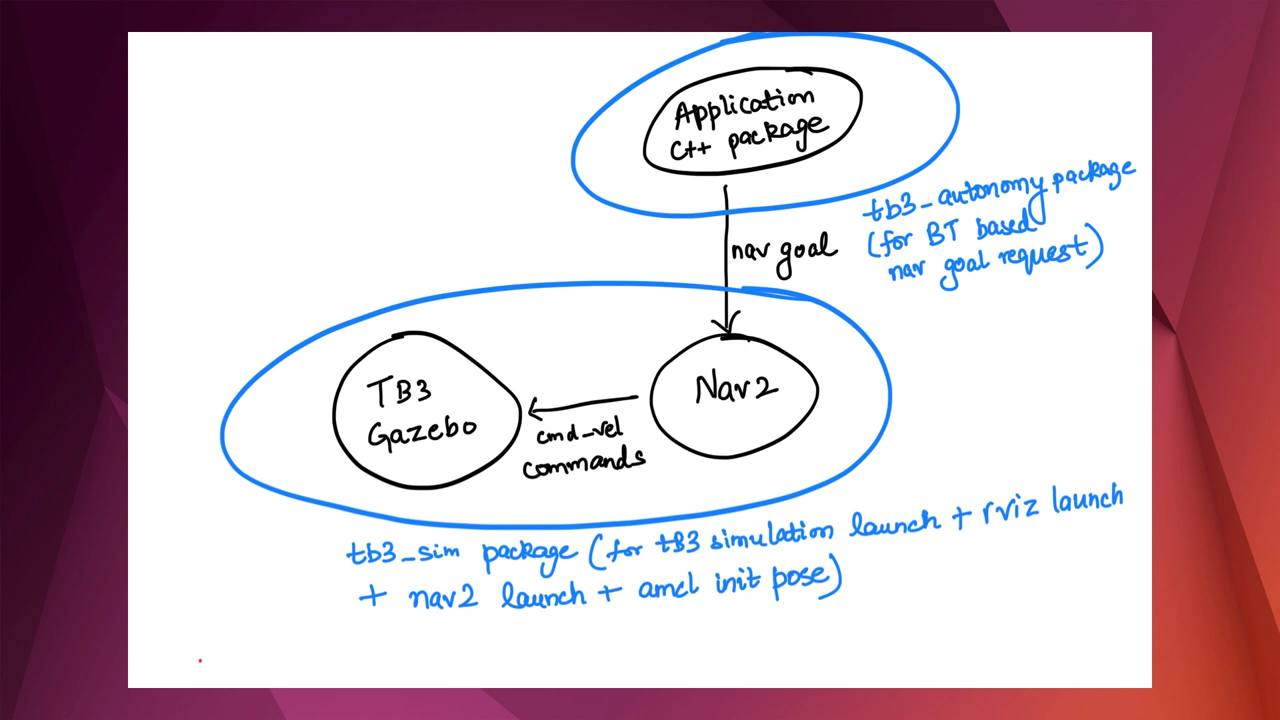 Application
C++ package
tb3_autonomy package
(for BT based
nav goal request)
nav goal
TB3
Gazebo
Nav2
cmd_vel
commands
tb3_sim package (for tB3 simulation launch + rviz launch
+ nav2 launch + amcl init pose)